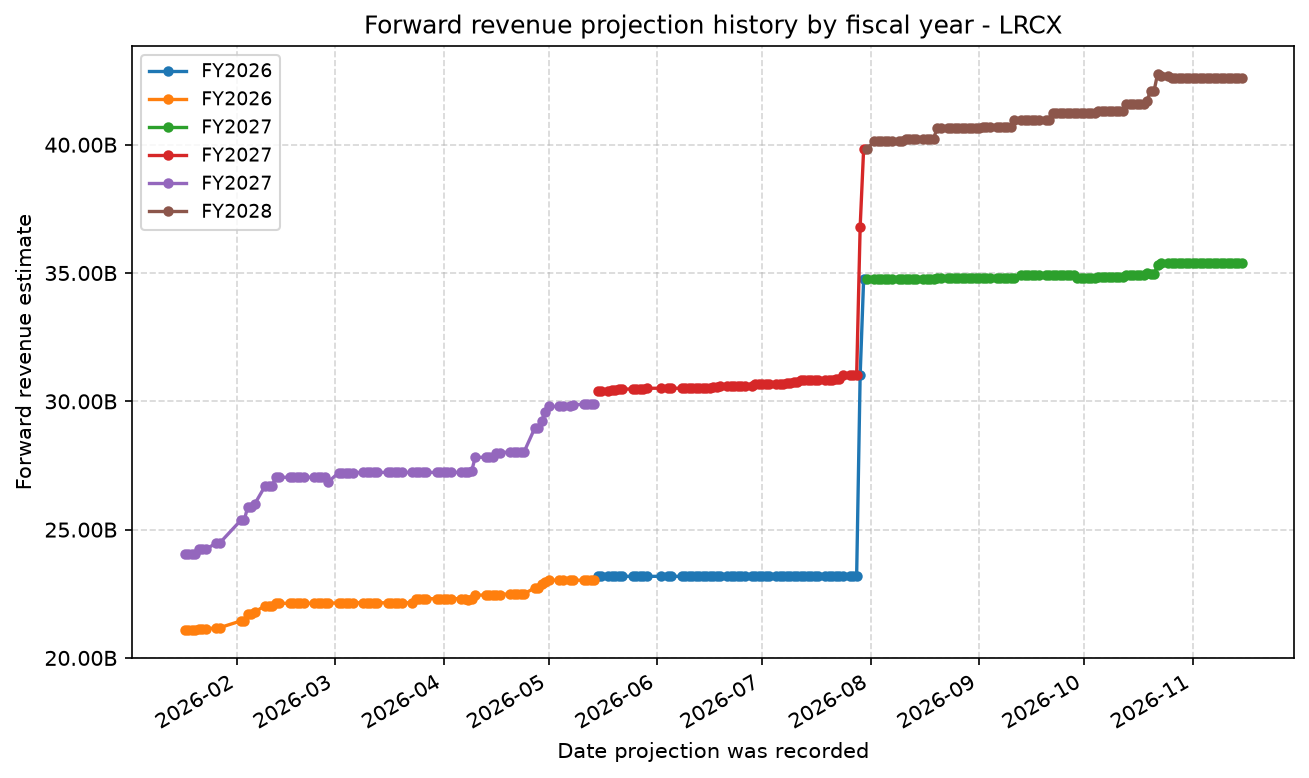 Forward revenue projection history by fiscal year - LRCX
FY2026
FY2026
FY2027
FY2027
FY2027
FY2028
Forward revenue estimate
40.00B
35.00B
30.00B
25.00B
20.00B
2026-02
2026-03
2026-04
2026-05
2026-06
2026-07
2026-08
2026-09
2026-10
2026-11
Date projection was recorded